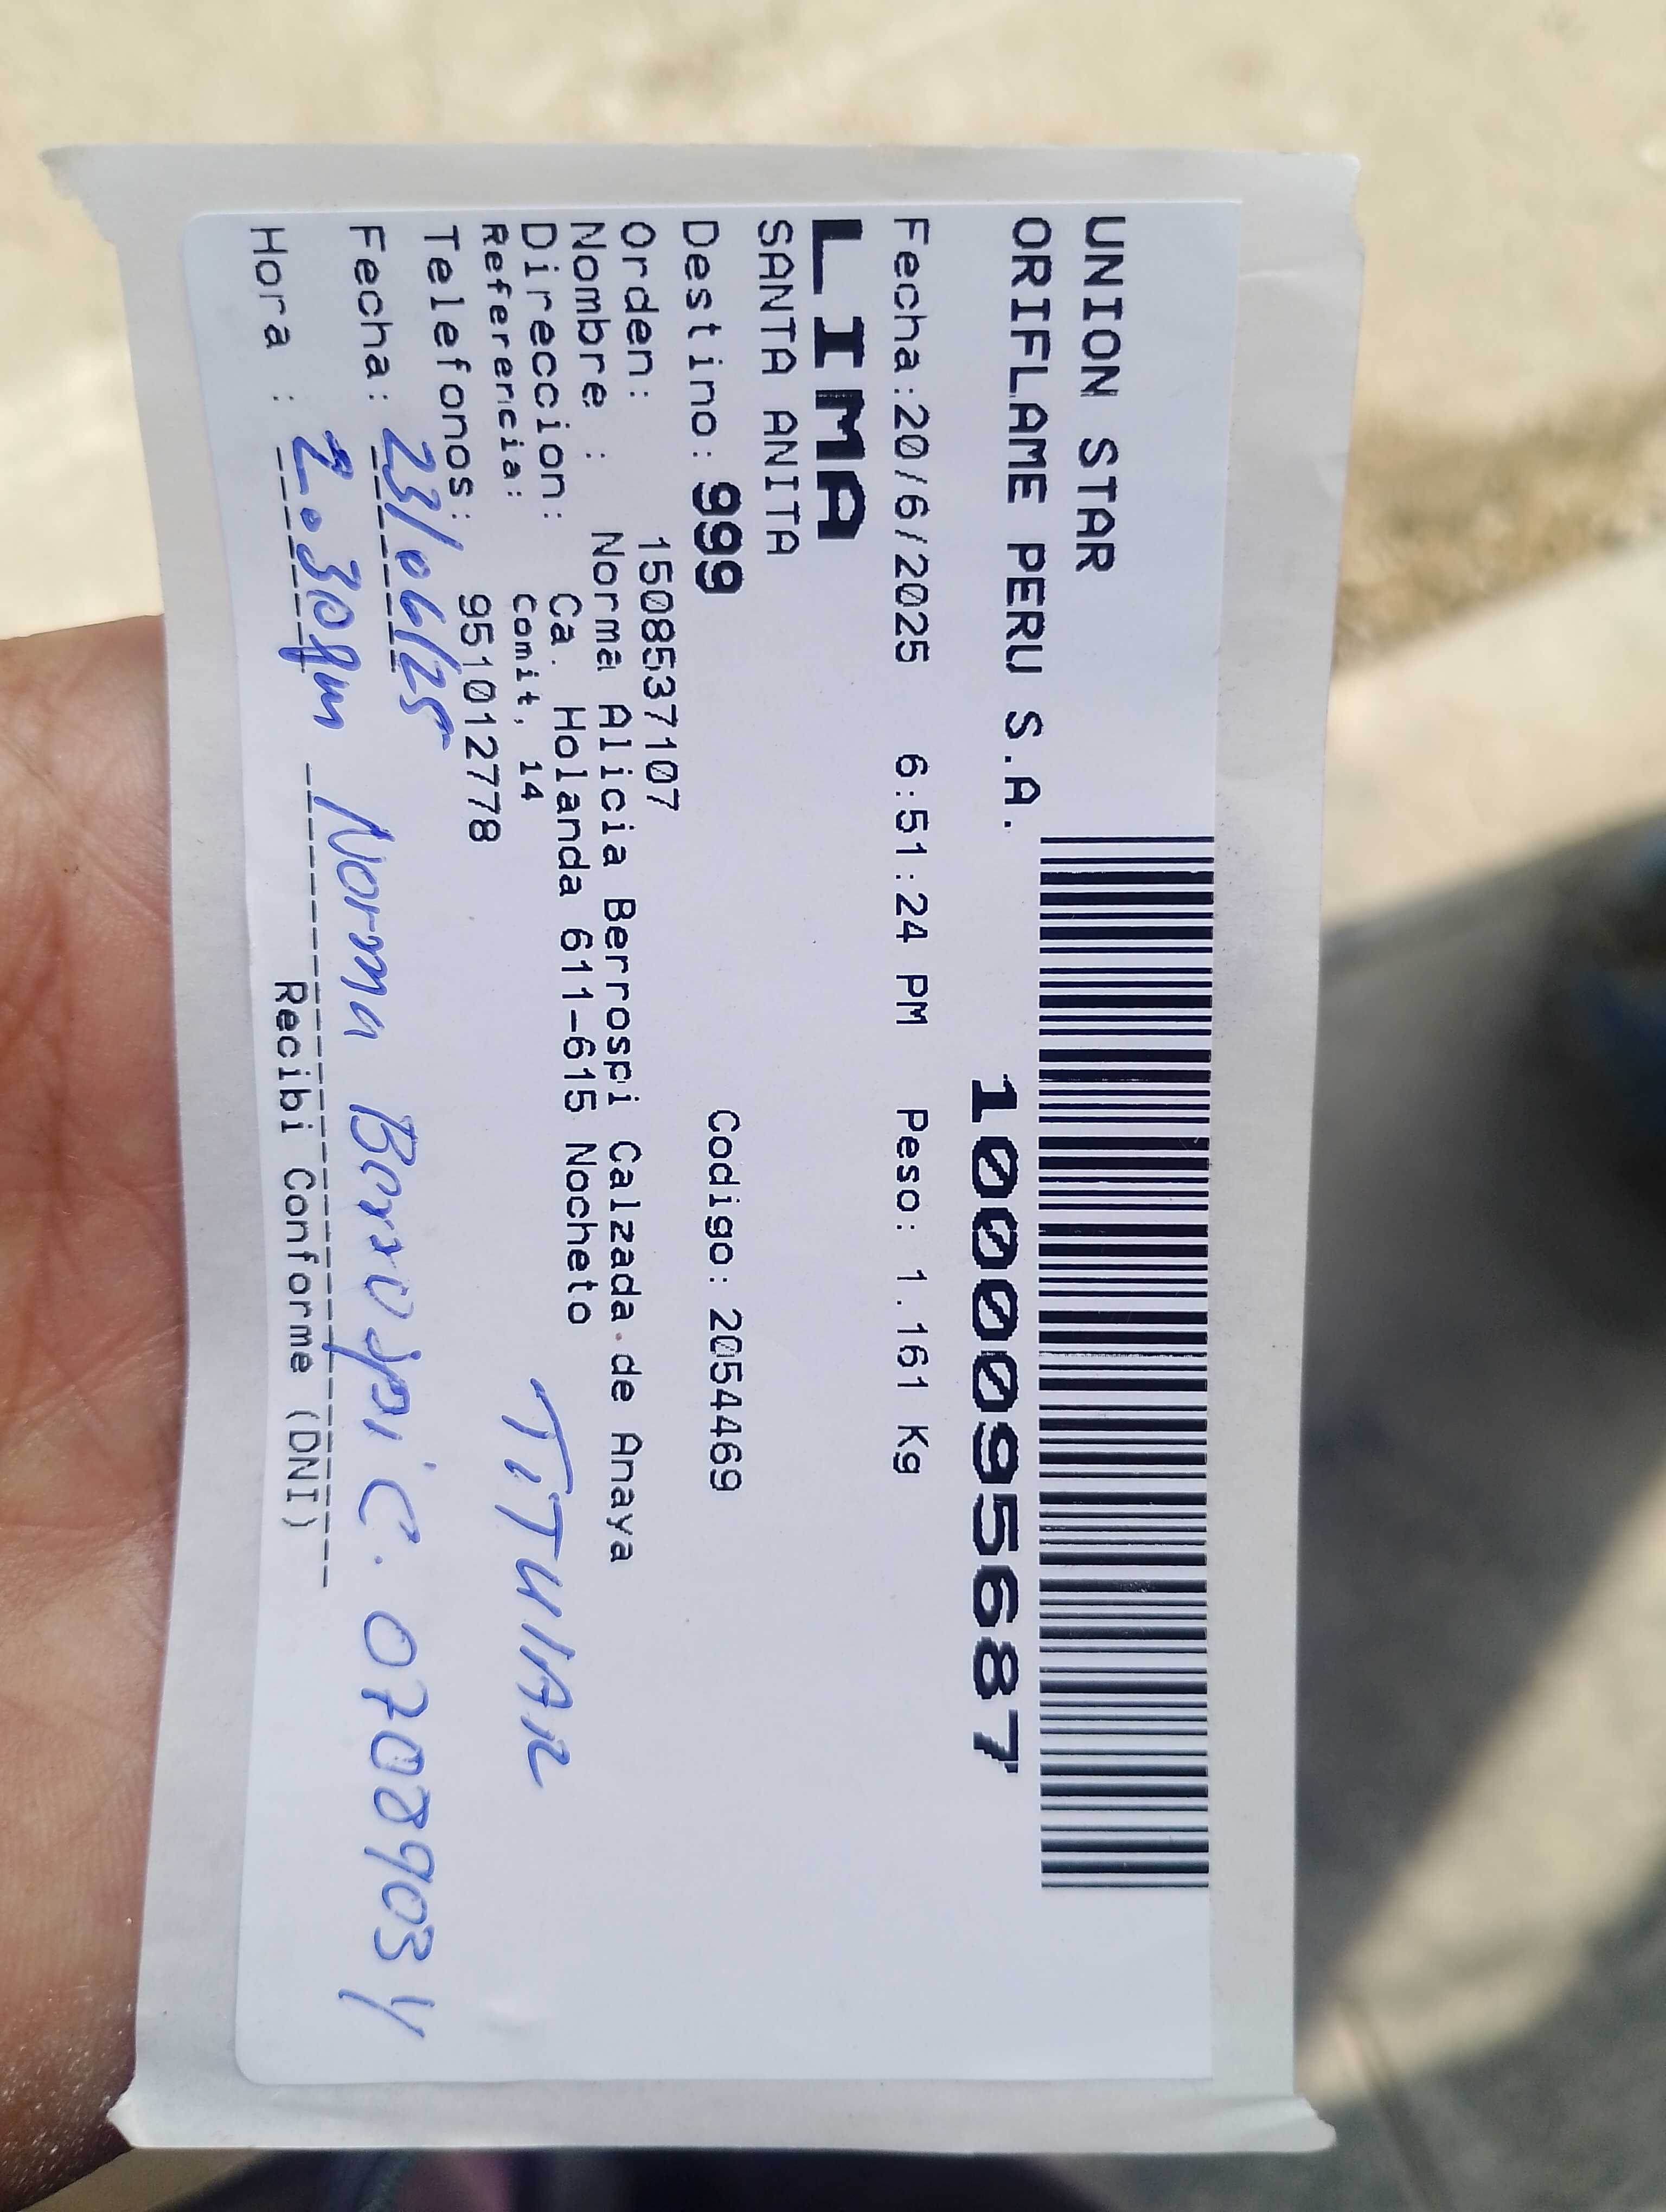 UNION STAR
ORIFLAME PERU S.A.
10000095687
Fecha:20/6/2025 6:51:24 PM Peso: 1.161 Kg
LIMA
SANTA ANITA
Destino: 999 Codigo: 2054469
Orden: 1508537107
Nombre : Norma Alicia Berrospi Calzada de Anaya
Direccion: Ca. Holanda 611-615 Nocheto
Referencia: Comit, 14
Telefonos: 951012778
TITULAR
Fecha: 23/06/25
Hora : 2.30pm Norma Berrospi C. 07089034
Recibi Conforme (DNI)